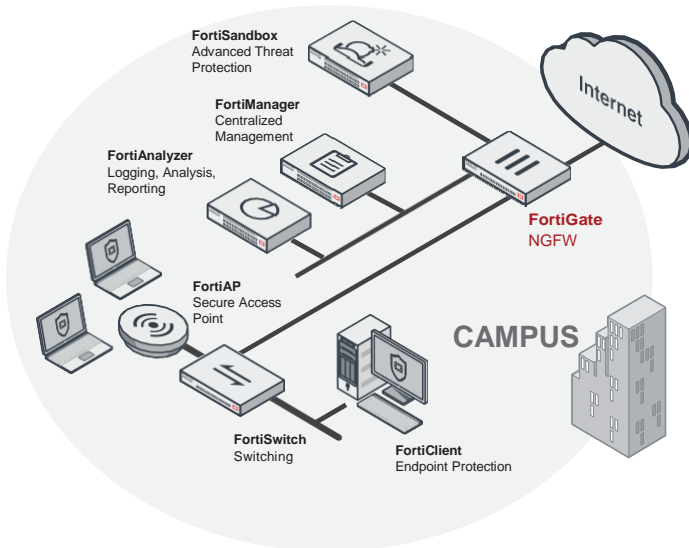 FortiSandbox
Advanced Threat
Protection
Internet
FortiManager
Centralized
Management
FortiAnalyzer
Logging, Analysis,
Reporting
FortiGate
NGFW
FortiAP
Secure Access
Point
CAMPUS
FortiSwitch
Switching
FortiClient
Endpoint Protection